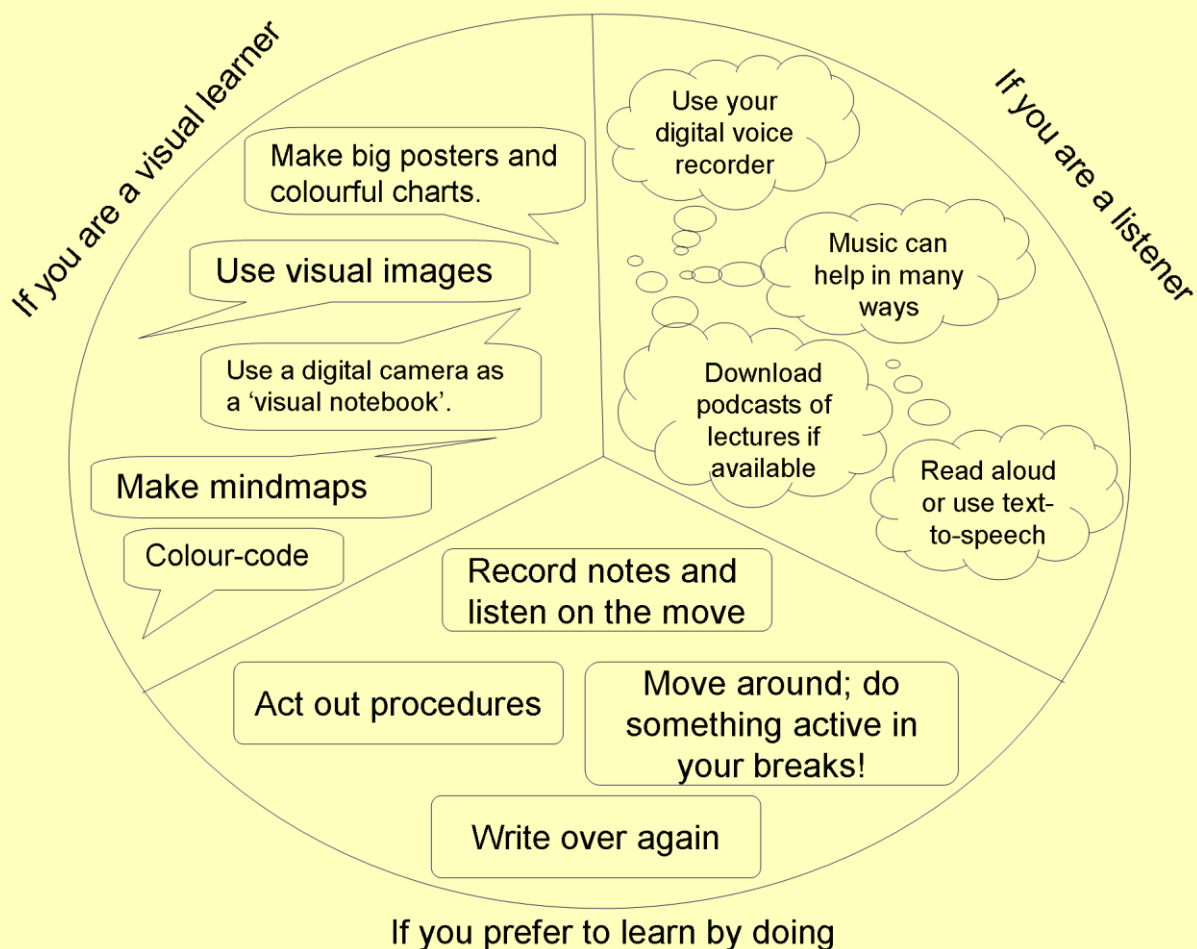 If you are a visual learner
Make big posters and
colourful charts.
Use visual images
Use a digital camera as
a ‘visual notebook’.
Make mindmaps
Colour-code
If you are a listener
Use your
digital voice
recorder
Music can
help in many
ways
Download
podcasts of
lectures if
available
Read aloud
or use text-
to-speech
Record notes and
listen on the move
Act out procedures
Move around; do
something active in
your breaks!
Write over again
If you prefer to learn by doing